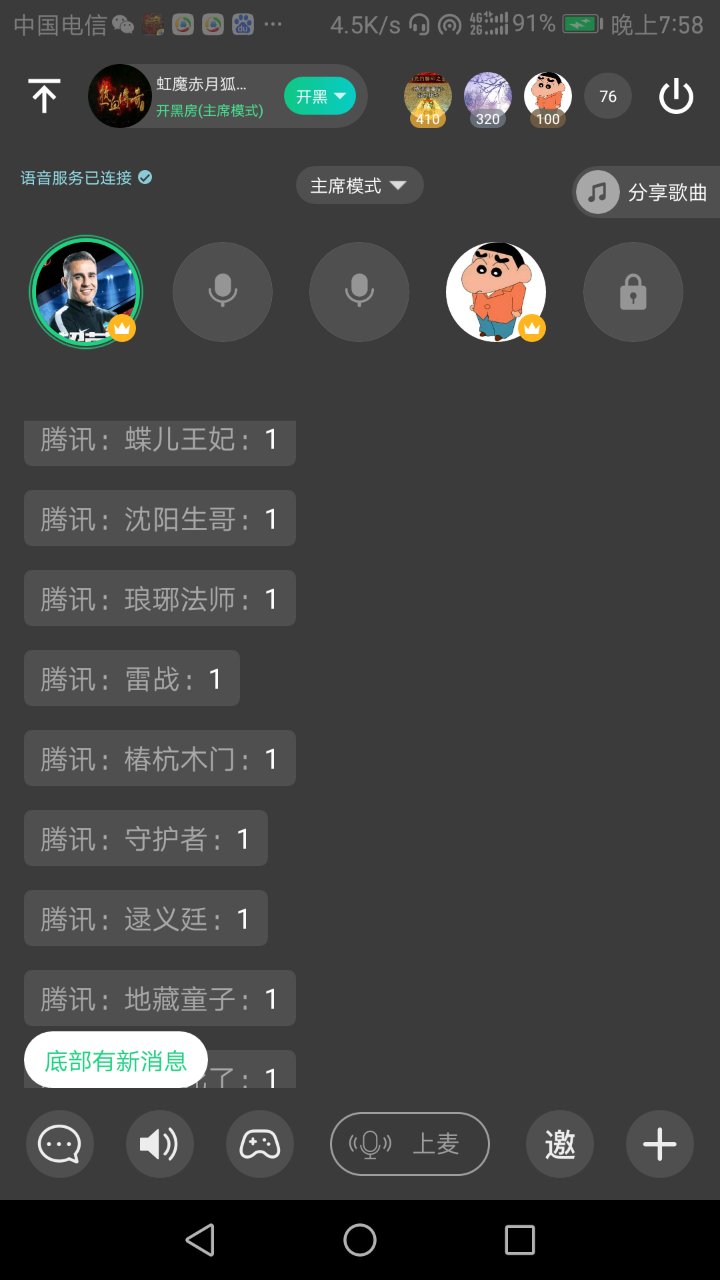 中国电信 ··· 4.5K/s 4G 2G 91% 晚上7:58
虹魔赤月狐...
开黑房(主席模式)
开黑
410 320 100 76
语音服务已连接
主席模式
分享歌曲
腾讯：蝶儿王妃：1
腾讯：沈阳生哥：1
腾讯：琅琊法师：1
腾讯：雷战：1
腾讯：椿杭木门：1
腾讯：守护者：1
腾讯：逯义廷：1
腾讯：地藏童子：1
了：1
底部有新消息
上麦
邀